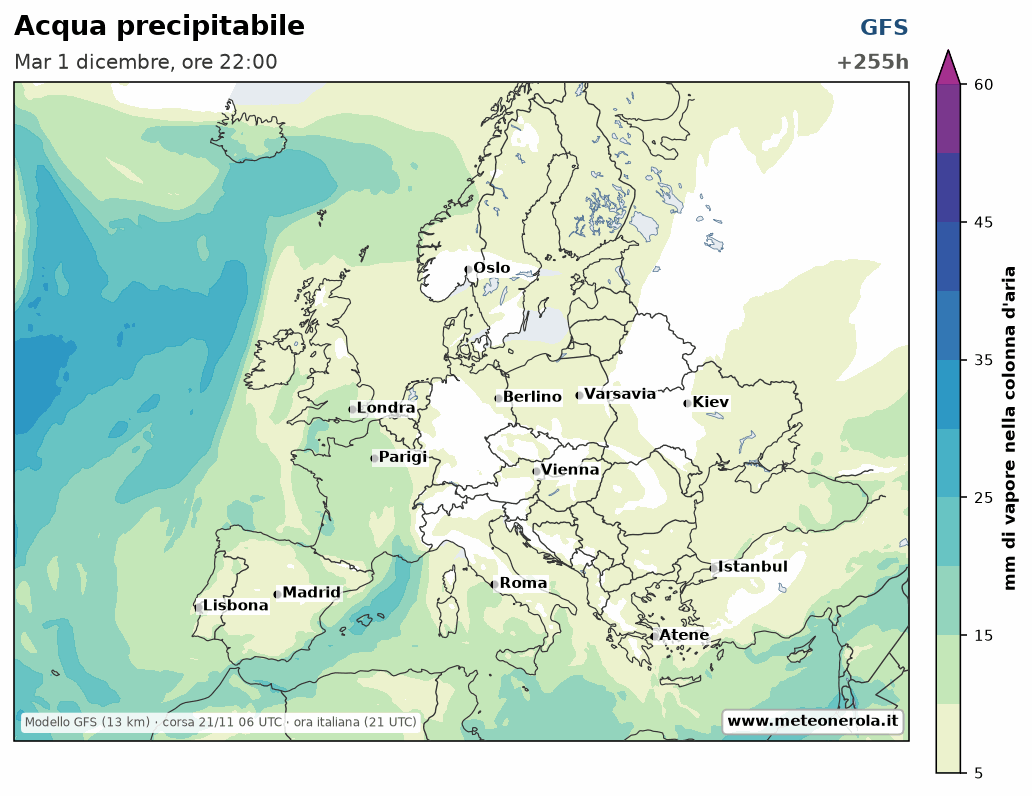 Acqua precipitabile
GFS
Mar 1 dicembre, ore 22:00
+255h
60
45
35
25
15
5
mm di vapore nella colonna d'aria
Oslo
Berlino
Varsavia
Kiev
Londra
Parigi
Vienna
Istanbul
Roma
Madrid
Lisbona
Atene
Modello GFS (13 km) · corsa 21/11 06 UTC · ora italiana (21 UTC)
www.meteonerola.it